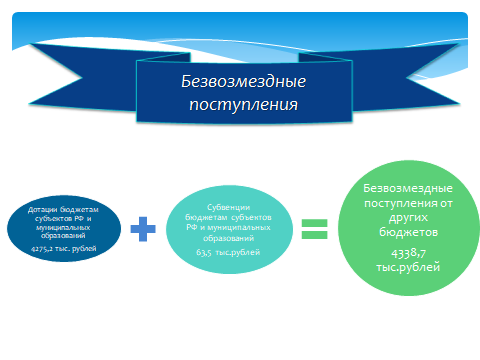 Безвозмездные
поступления
Дотации бюджетам
субъектов РФ и
муниципальных
образований
4275,2 тыс. рублей
Субвенции
бюджетам субъектов
РФ и муниципальных
образований
63,5 тыс.рублей
Безвозмездные
поступления от
других
бюджетов
4338,7
тыс.рублей